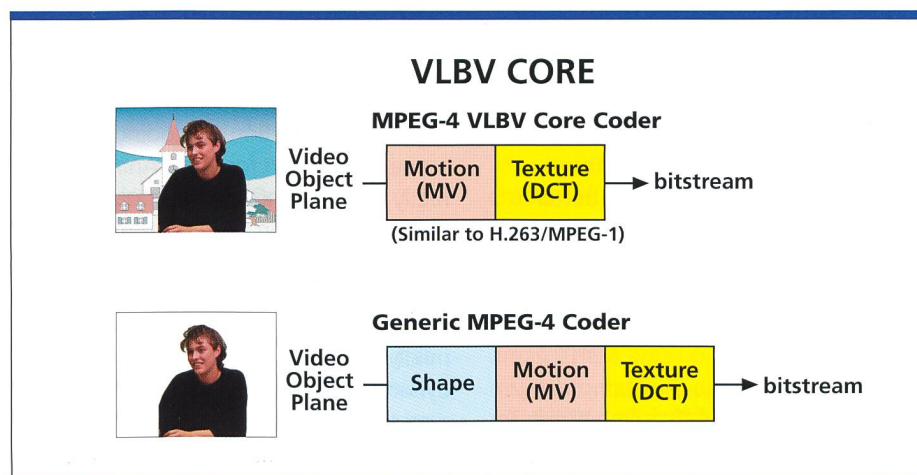 VLBV CORE
MPEG-4 VLBV Core Coder
Video
Object
Plane
Motion
(MV)
Texture
(DCT)
bitstream
(Similar to H.263/MPEG-1)
Generic MPEG-4 Coder
Video
Object
Plane
Shape
Motion
(MV)
Texture
(DCT)
bitstream